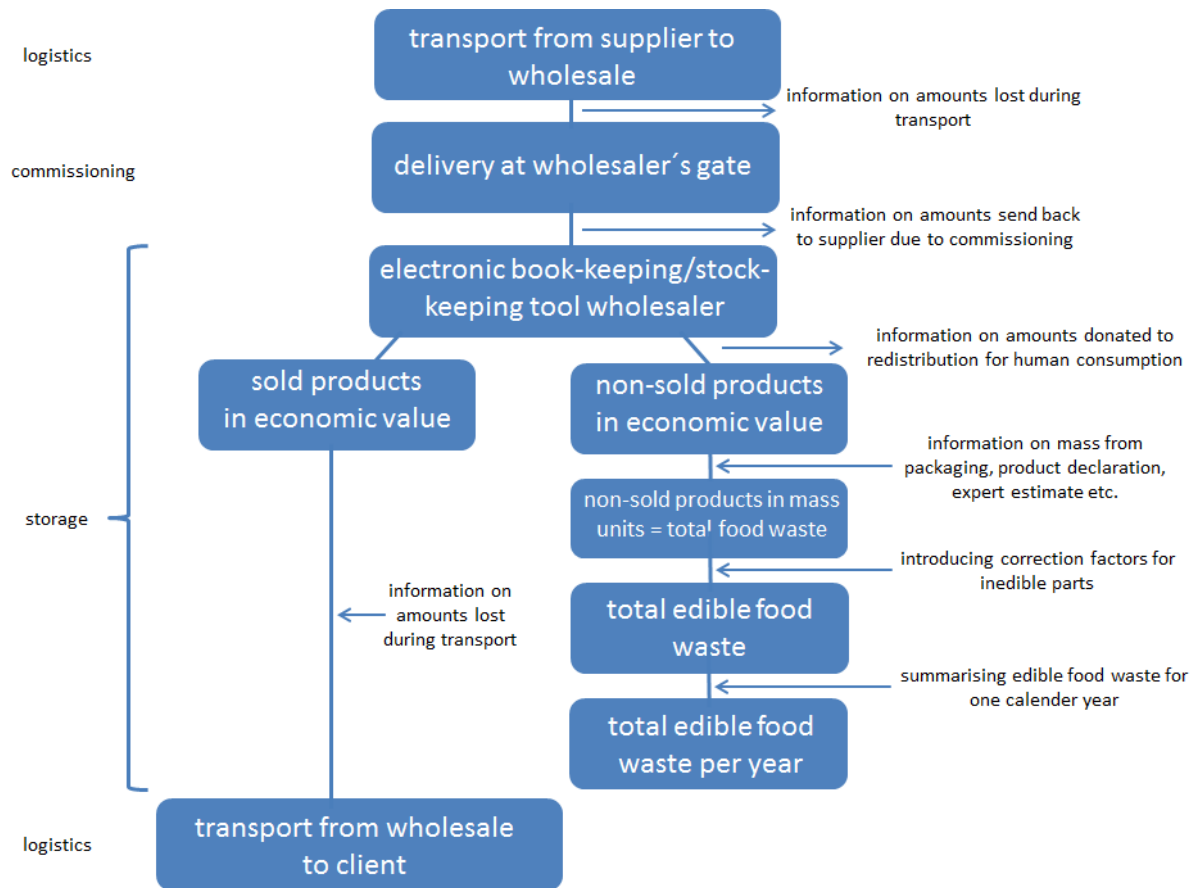 logistics
transport from supplier to
wholesale
information on amounts lost during
transport
commissioning
delivery at wholesaler´s gate
information on amounts send back
to supplier due to commissioning
electronic book-keeping/stock-
keeping tool wholesaler
information on amounts donated to
redistribution for human consumption
sold products
in economic value
non-sold products
in economic value
information on mass from
packaging, product declaration,
expert estimate etc.
storage
non-sold products in mass
units = total food waste
introducing correction factors for
inedible parts
information on
amounts lost
during transport
total edible food
waste
summarising edible food waste for
one calender year
total edible food
waste per year
logistics
transport from wholesale
to client